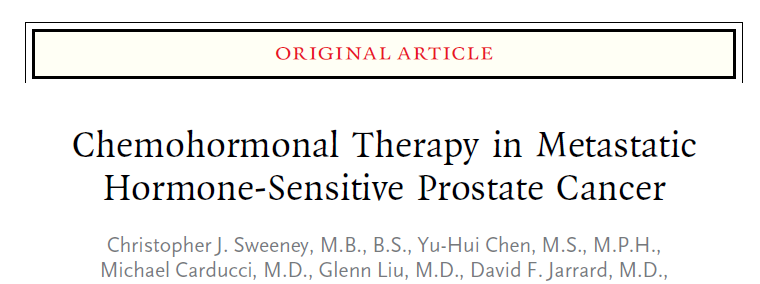 ORIGINAL ARTICLE
Chemohormonal Therapy in Metastatic
Hormone-Sensitive Prostate Cancer
Christopher J. Sweeney, M.B., B.S., Yu-Hui Chen, M.S., M.P.H.,
Michael Carducci, M.D., Glenn Liu, M.D., David F. Jarrard, M.D.,